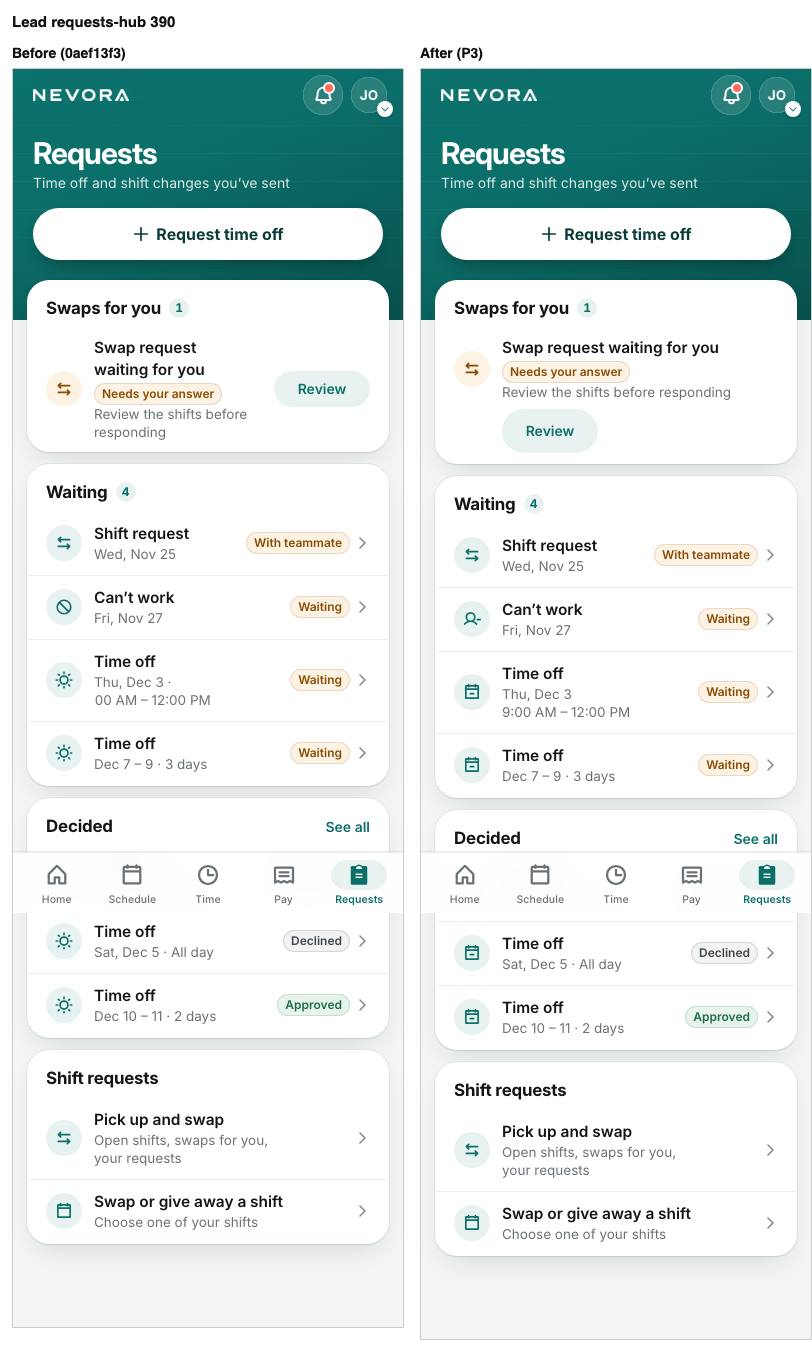 Lead requests-hub 390
Before (0aef13f3)
NEVORA
JO
Requests
Time off and shift changes you’ve sent
Request time off
Swaps for you 1
Swap request
waiting for you
Needs your answer
Review the shifts before
responding
Review
Waiting 4
Shift request
Wed, Nov 25
With teammate
Can’t work
Fri, Nov 27
Waiting
Time off
Thu, Dec 3 ·
00 AM – 12:00 PM
Waiting
Time off
Dec 7 – 9 · 3 days
Waiting
Decided
See all
Home
Schedule
Time
Pay
Requests
Time off
Sat, Dec 5 · All day
Declined
Time off
Dec 10 – 11 · 2 days
Approved
Shift requests
Pick up and swap
Open shifts, swaps for you,
your requests
Swap or give away a shift
Choose one of your shifts
After (P3)
NEVORA
JO
Requests
Time off and shift changes you’ve sent
Request time off
Swaps for you 1
Swap request waiting for you
Needs your answer
Review the shifts before responding
Review
Waiting 4
Shift request
Wed, Nov 25
With teammate
Can’t work
Fri, Nov 27
Waiting
Time off
Thu, Dec 3
9:00 AM – 12:00 PM
Waiting
Time off
Dec 7 – 9 · 3 days
Waiting
Decided
See all
Home
Schedule
Time
Pay
Requests
Time off
Sat, Dec 5 · All day
Declined
Time off
Dec 10 – 11 · 2 days
Approved
Shift requests
Pick up and swap
Open shifts, swaps for you,
your requests
Swap or give away a shift
Choose one of your shifts